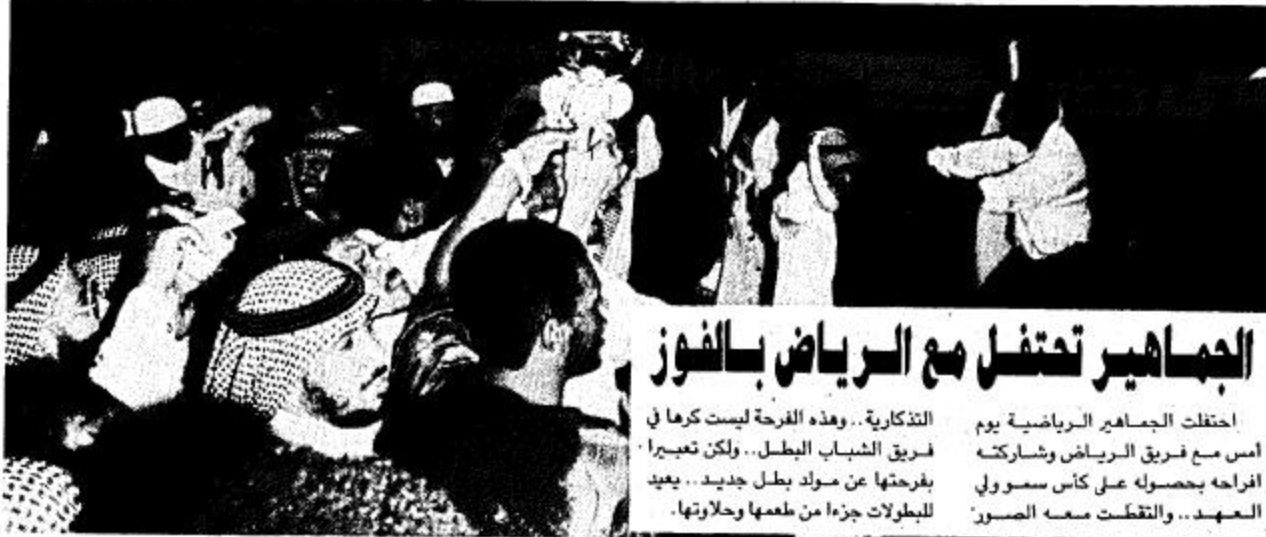 الجماهير تحتفل مع الرياض بالفوز
احتفلت الجماهير الرياضية يوم
أمس مع فريق الرياض وشاركته
افراحه بحصوله على كأس سمو ولي
العهد.. والتقطت معه الصور
التذكارية.. وهذه الفرحة ليست كرها في
فريق الشباب البطل.. ولكن تعبيرا
بفرحتها عن مولد بطل جديد.. يعيد
للبطولات جزءا من طعمها وحلاوتها.